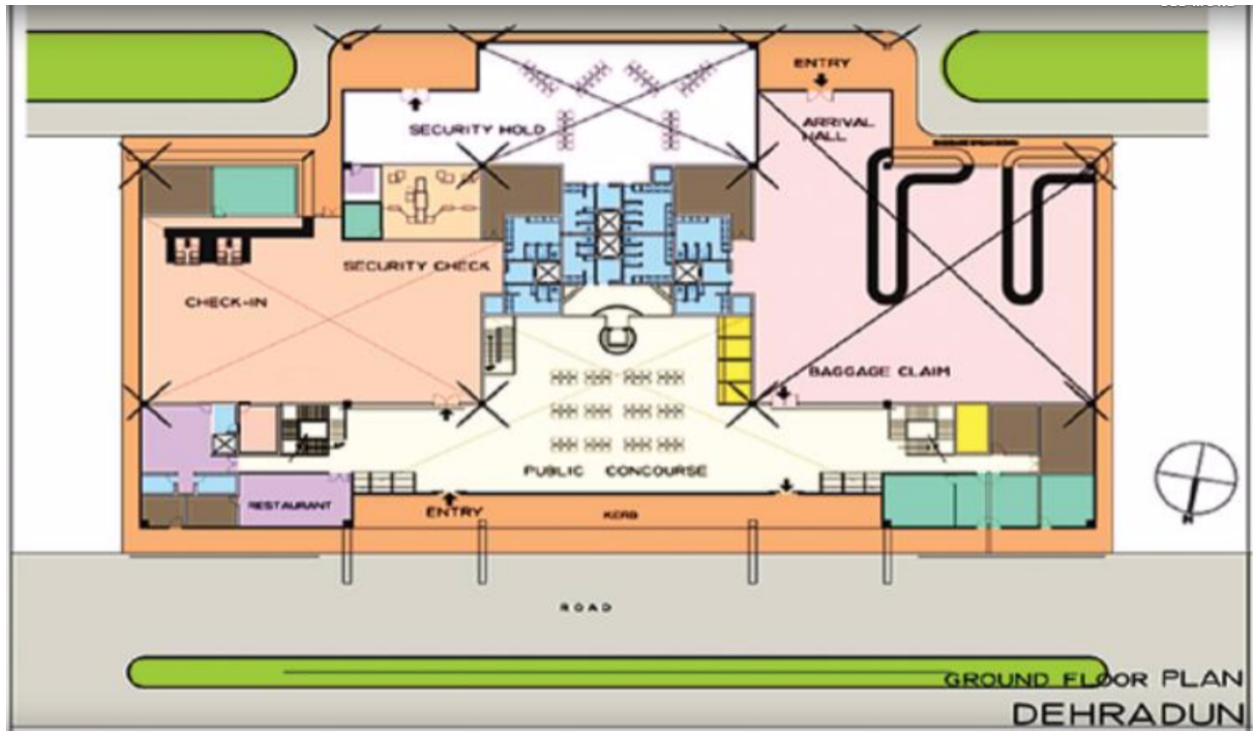 ENTRY
ARRIVAL
HALL
SECURITY HOLD
SECURITY CHECK
CHECK-IN
BAGGAGE CLAIM
PUBLIC CONCOURSE
RESTAURANT
ENTRY
KERB
N
ROAD
GROUND FLOOR PLAN
DEHRADUN